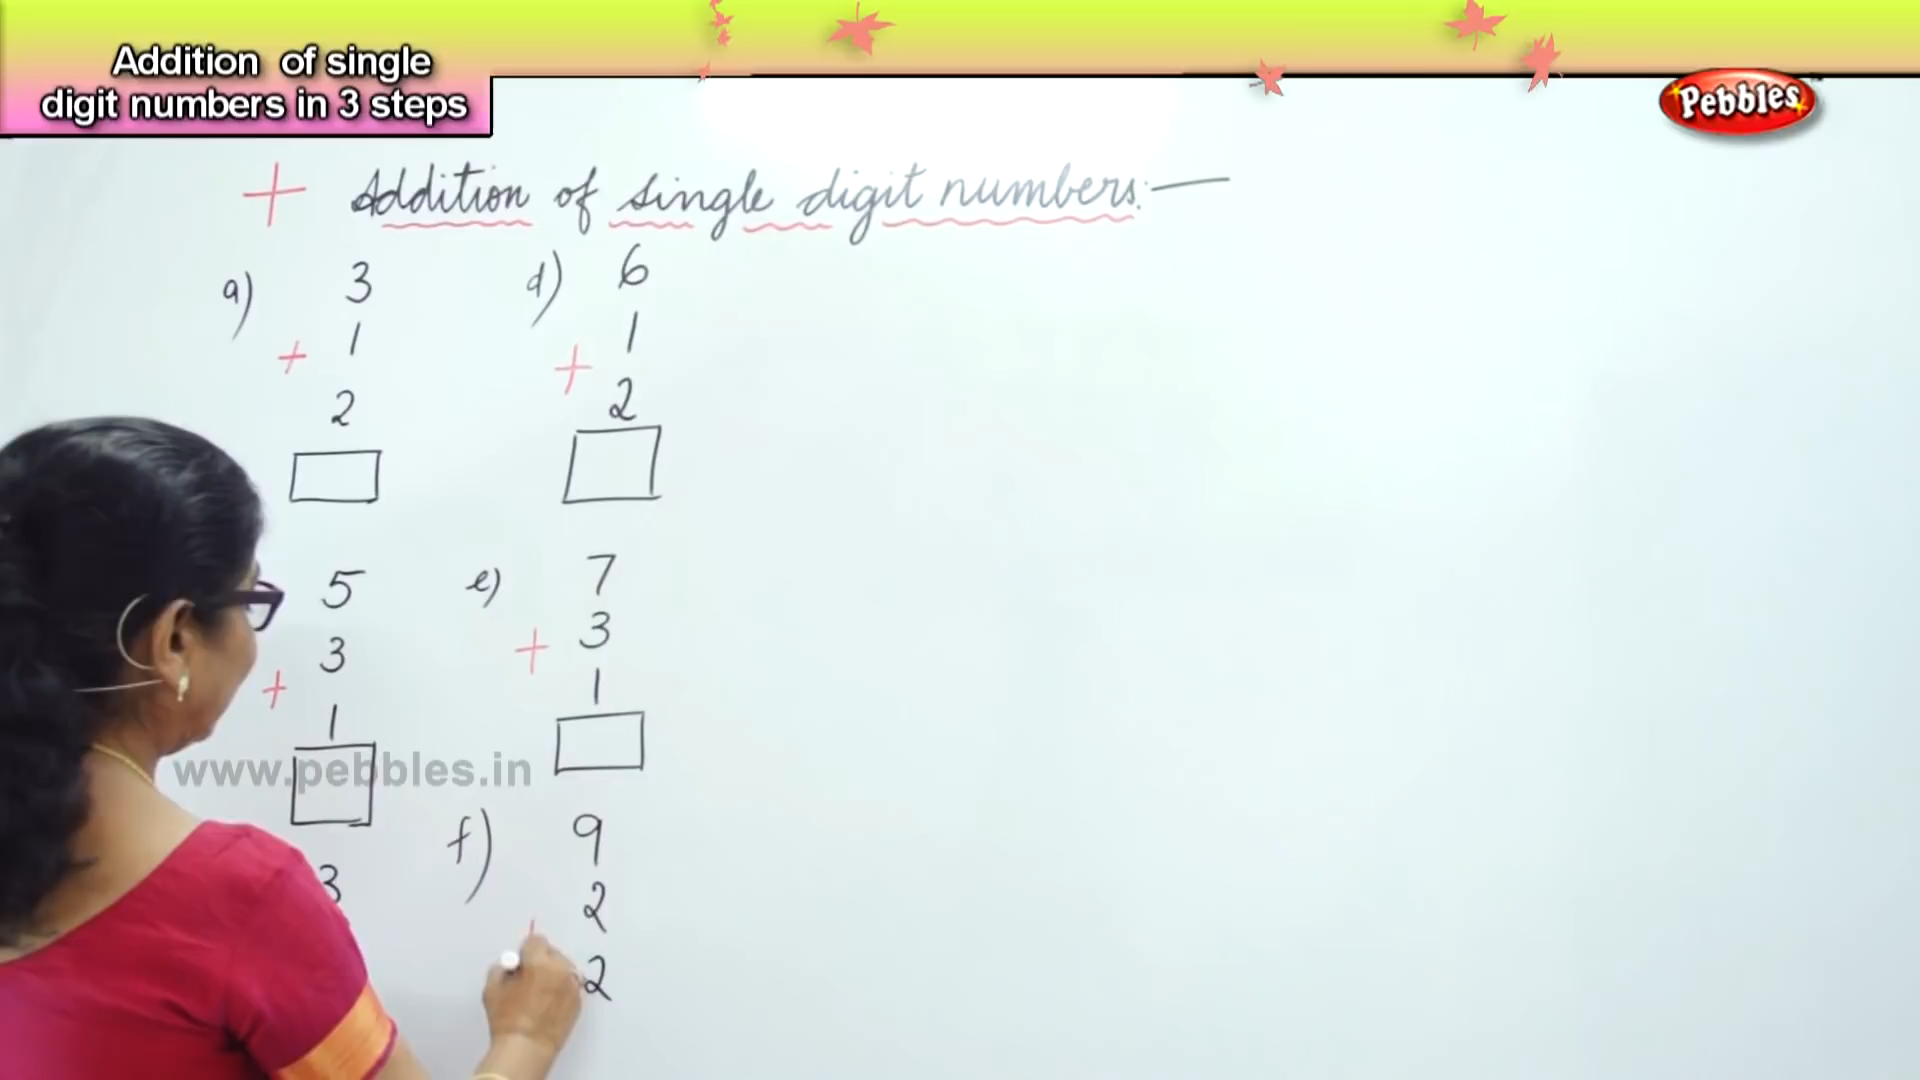 Addition of single
digit numbers in 3 steps
Pebbles
+ Addition of single digit numbers:—
a) 3
+ 1
2
d) 6
+ 1
2
5
+ 3
1
e) 7
+ 3
1
www.pebbles.in
3
f) 9
2
2